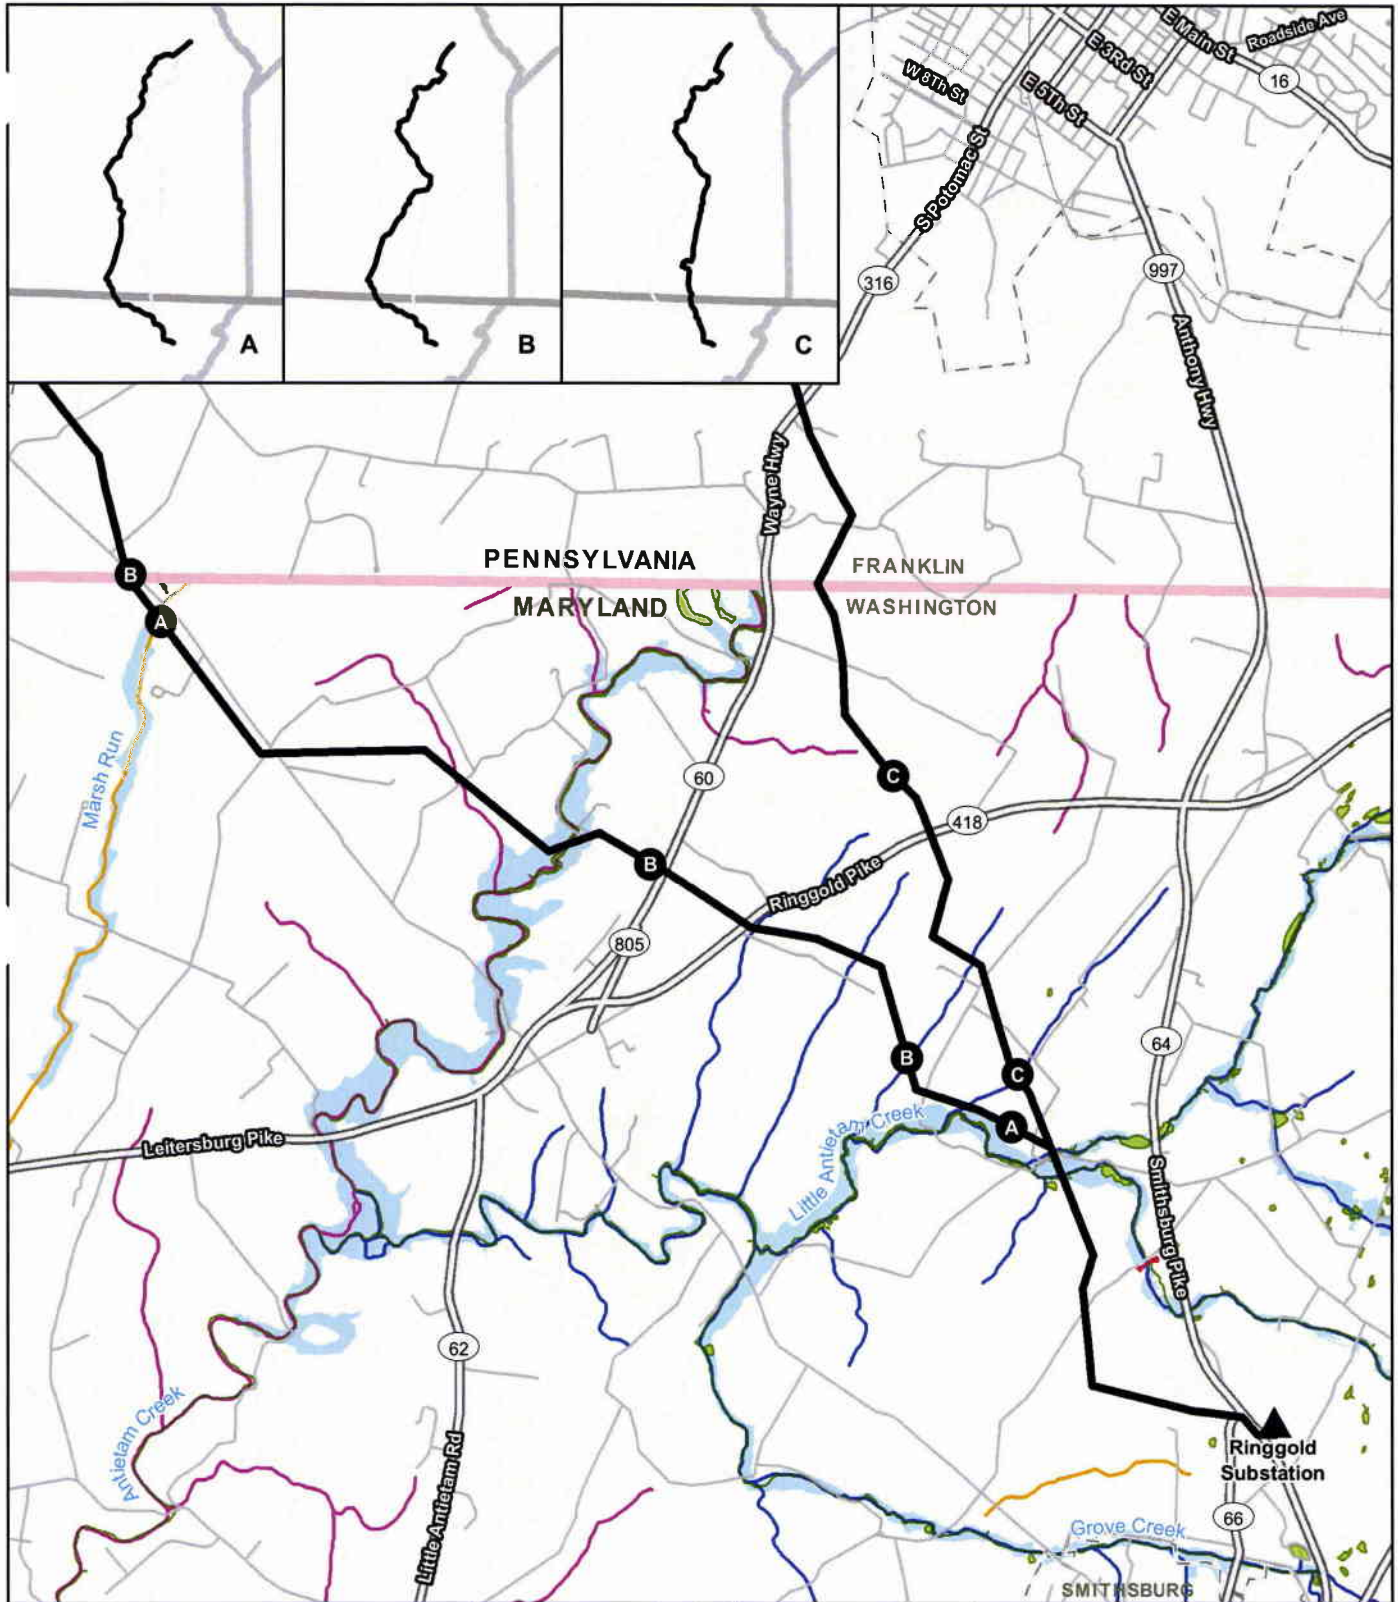 A
B
C
E Main St
Roadside Ave
E 3Rd St
16
W 8Th St
E 5Th St
S Potomac St
316
997
Anthony Hwy
Wayne Hwy
PENNSYLVANIA
FRANKLIN
MARYLAND
WASHINGTON
B
A
Marsh Run
60
C
418
Ringgold Pike
B
805
64
B
C
A
Little Antietam Creek
Leitersburg Pike
Smithsburg Pike
62
Antietam Creek
Little Antietam Rd
Ringgold
Substation
66
Grove Creek
SMITHSBURG